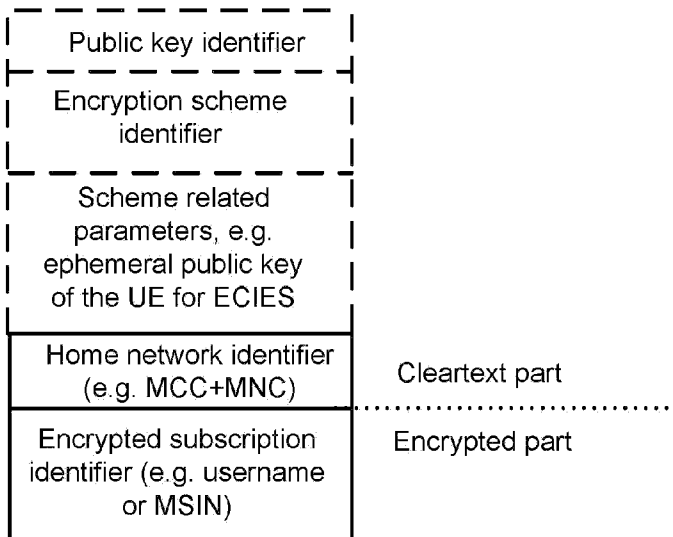 Public key identifier
Encryption scheme
identifier
Scheme related
parameters, e.g.
ephemeral public key
of the UE for ECIES
Home network identifier
(e.g. MCC+MNC)
Cleartext part
Encrypted subscription
identifier (e.g. username
or MSIN)
Encrypted part